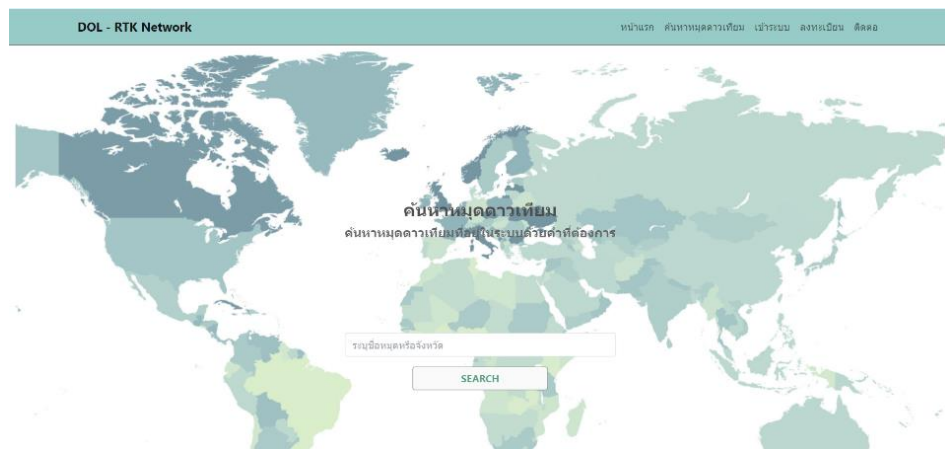 DOL - RTK Network
หน้าแรก ค้นหาหมุดดาวเทียม เข้าระบบ ลงทะเบียน ติดต่อ
ค้นหาหมุดดาวเทียม
ค้นหาหมุดดาวเทียมที่อยู่ในระบบด้วยคำที่ต้องการ
ระบุชื่อหมุดหรือจังหวัด
SEARCH